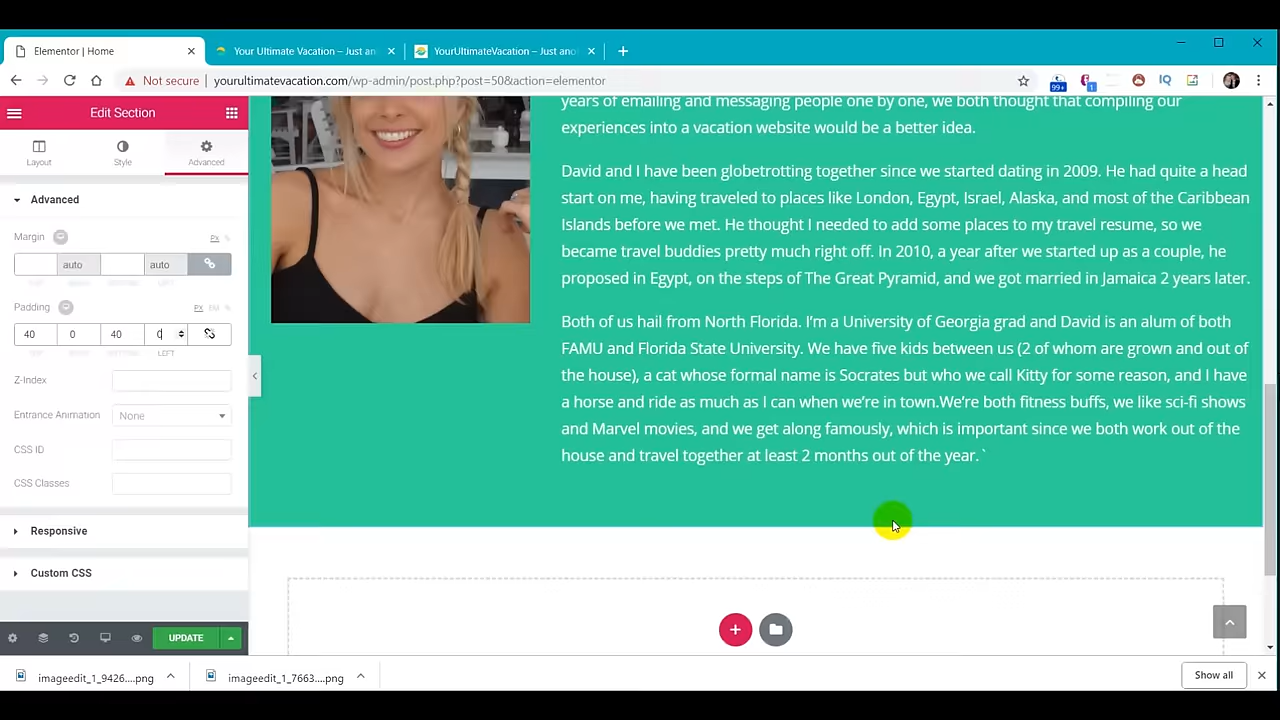 Elementor | Home
Your Ultimate Vacation – Just an
YourUltimateVacation – Just ano
Not secure
yourultimatevacation.com/wp-admin/post.php?post=50&action=elementor
99+
1
IQ
Edit Section
Layout
Style
Advanced
Advanced
Margin
PX %
auto
auto
Padding
PX EM %
40
0
40
0
LEFT
Z-Index
Entrance Animation
None
CSS ID
CSS Classes
Responsive
Custom CSS
UPDATE
years of emailing and messaging people one by one, we both thought that compiling our
experiences into a vacation website would be a better idea.
David and I have been globetrotting together since we started dating in 2009. He had quite a head
start on me, having traveled to places like London, Egypt, Israel, Alaska, and most of the Caribbean
Islands before we met. He thought I needed to add some places to my travel resume, so we
became travel buddies pretty much right off. In 2010, a year after we started up as a couple, he
proposed in Egypt, on the steps of The Great Pyramid, and we got married in Jamaica 2 years later.
Both of us hail from North Florida. I’m a University of Georgia grad and David is an alum of both
FAMU and Florida State University. We have five kids between us (2 of whom are grown and out of
the house), a cat whose formal name is Socrates but who we call Kitty for some reason, and I have
a horse and ride as much as I can when we’re in town.We’re both fitness buffs, we like sci-fi shows
and Marvel movies, and we get along famously, which is important since we both work out of the
house and travel together at least 2 months out of the year. `
imageedit_1_9426....png
imageedit_1_7663....png
Show all